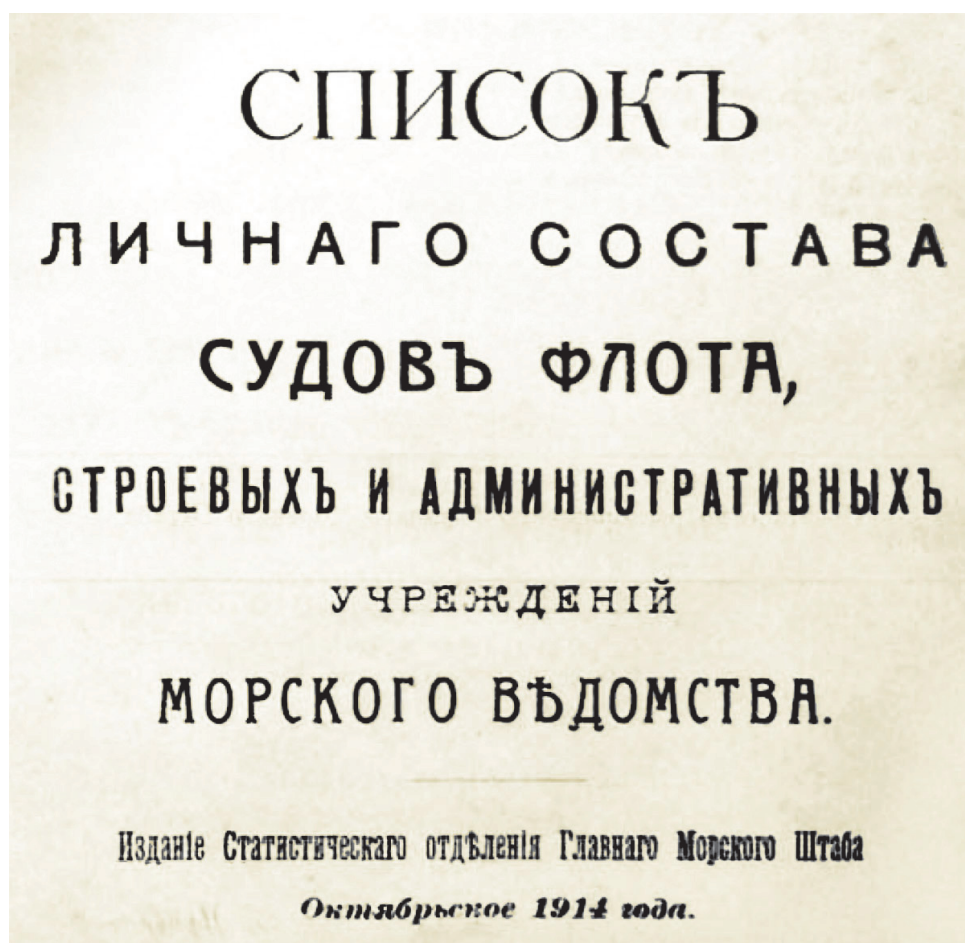 СПИСОКЪ
ЛИЧНАГО СОСТАВА
СУДОВЪ ФЛОТА,
СТРОЕВЫХЪ И АДМИНИСТРАТИВНЫХЪ
УЧРЕЖДЕНІЙ
МОРСКОГО ВѢДОМСТВА.
Изданіе Статистическаго отдѣленія Главнаго Морского Штаба
Октябрьское 1914 года.